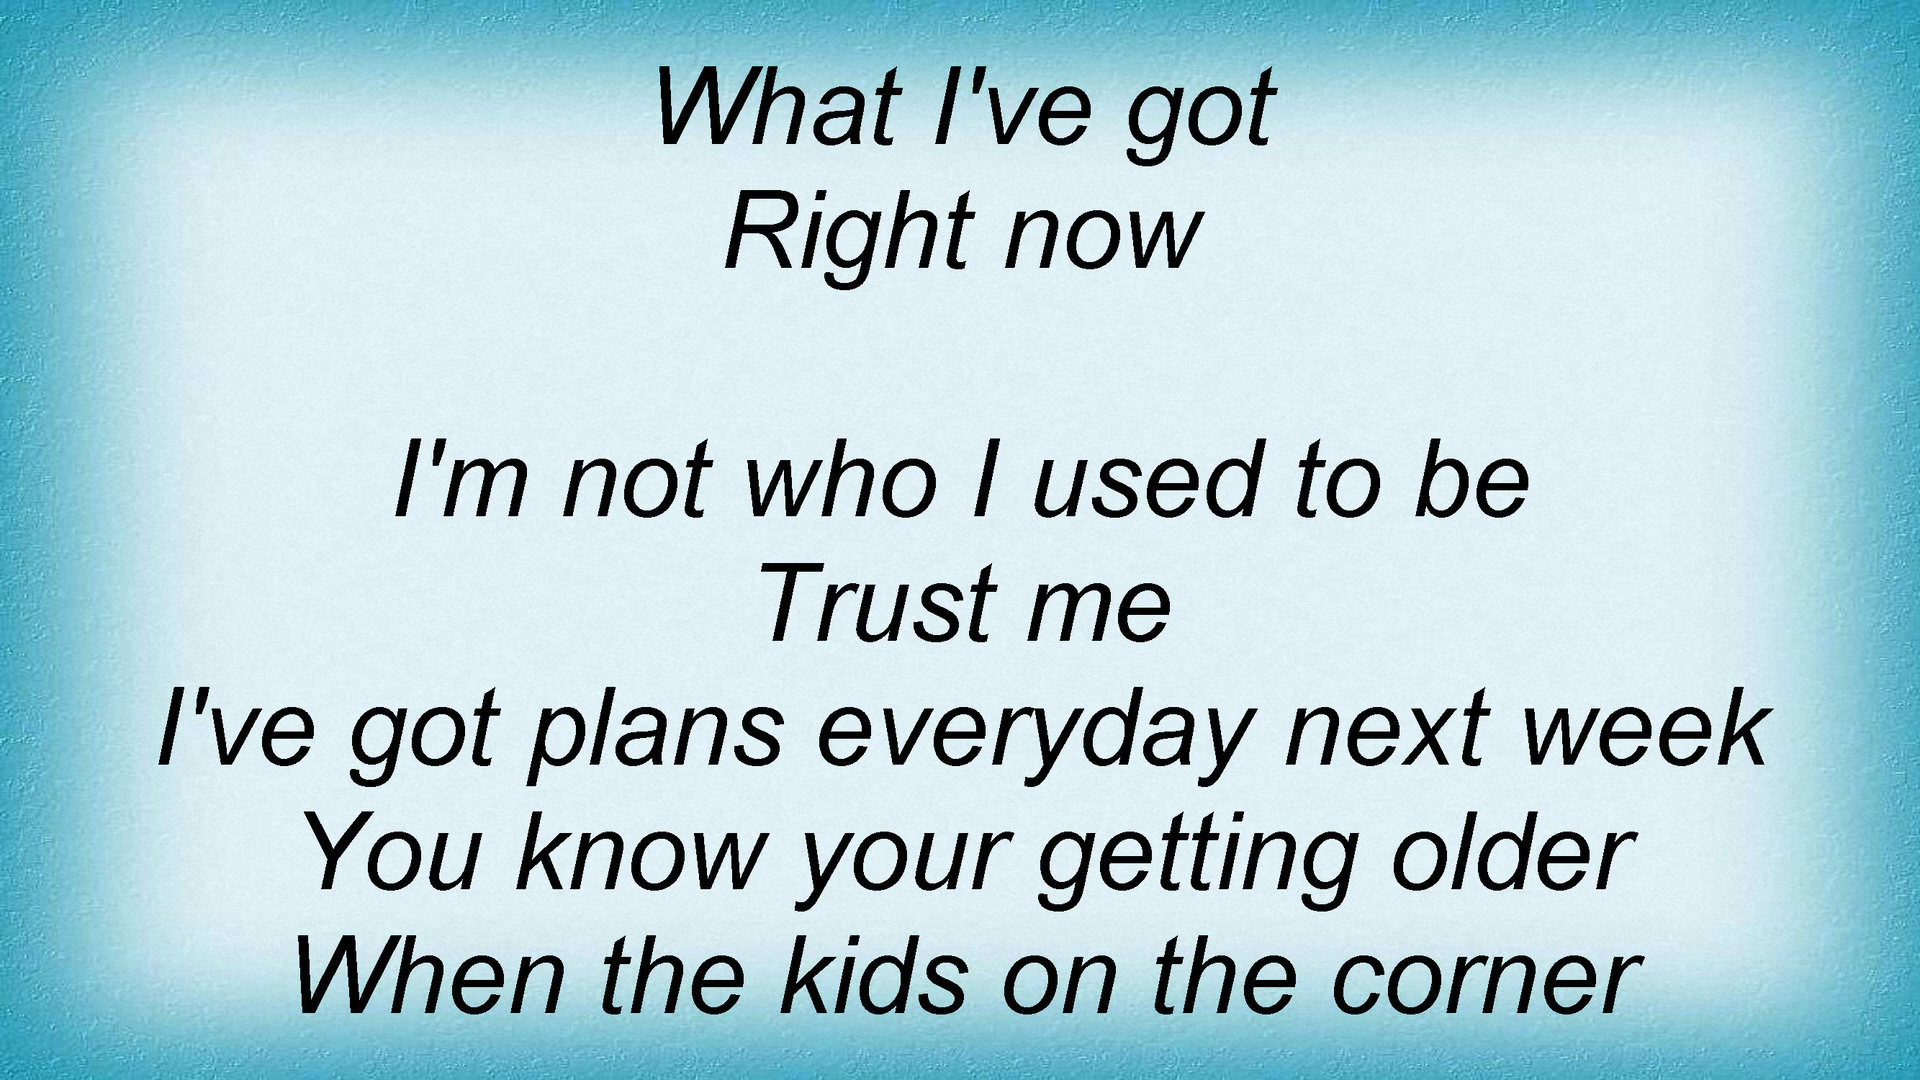 What I've got
Right now
I'm not who I used to be
Trust me
I've got plans everyday next week
You know your getting older
When the kids on the corner